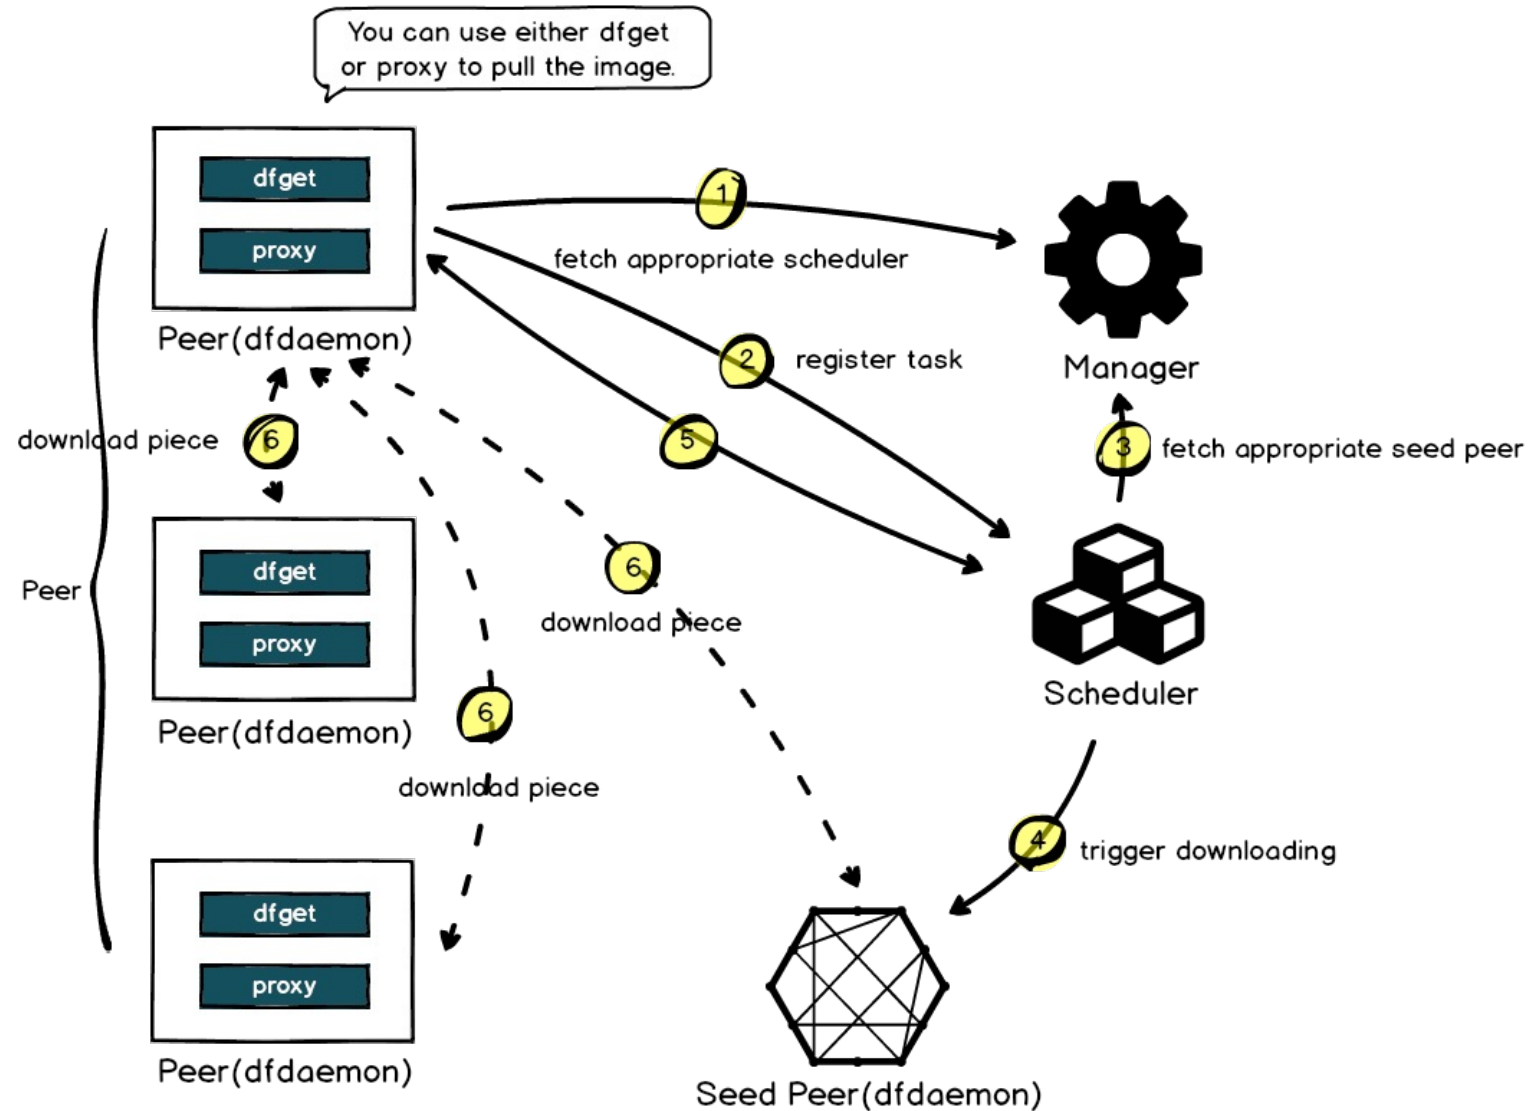 You can use either dfget
or proxy to pull the image.
dfget
proxy
Peer(dfdaemon)
1
fetch appropriate scheduler
2
register task
5
Manager
3
fetch appropriate seed peer
download piece
6
Peer
dfget
proxy
Peer(dfdaemon)
6
download piece
Scheduler
6
download piece
4
trigger downloading
dfget
proxy
Peer(dfdaemon)
Seed Peer(dfdaemon)